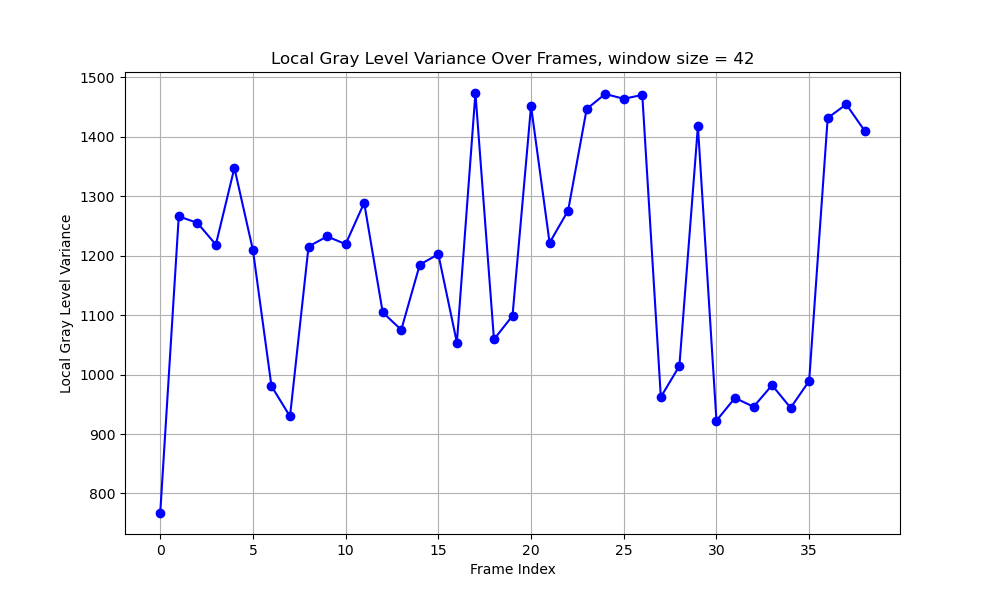 Local Gray Level Variance Over Frames, window size = 42
Local Gray Level Variance
1500
1400
1300
1200
1100
1000
900
800
0 5 10 15 20 25 30 35
Frame Index